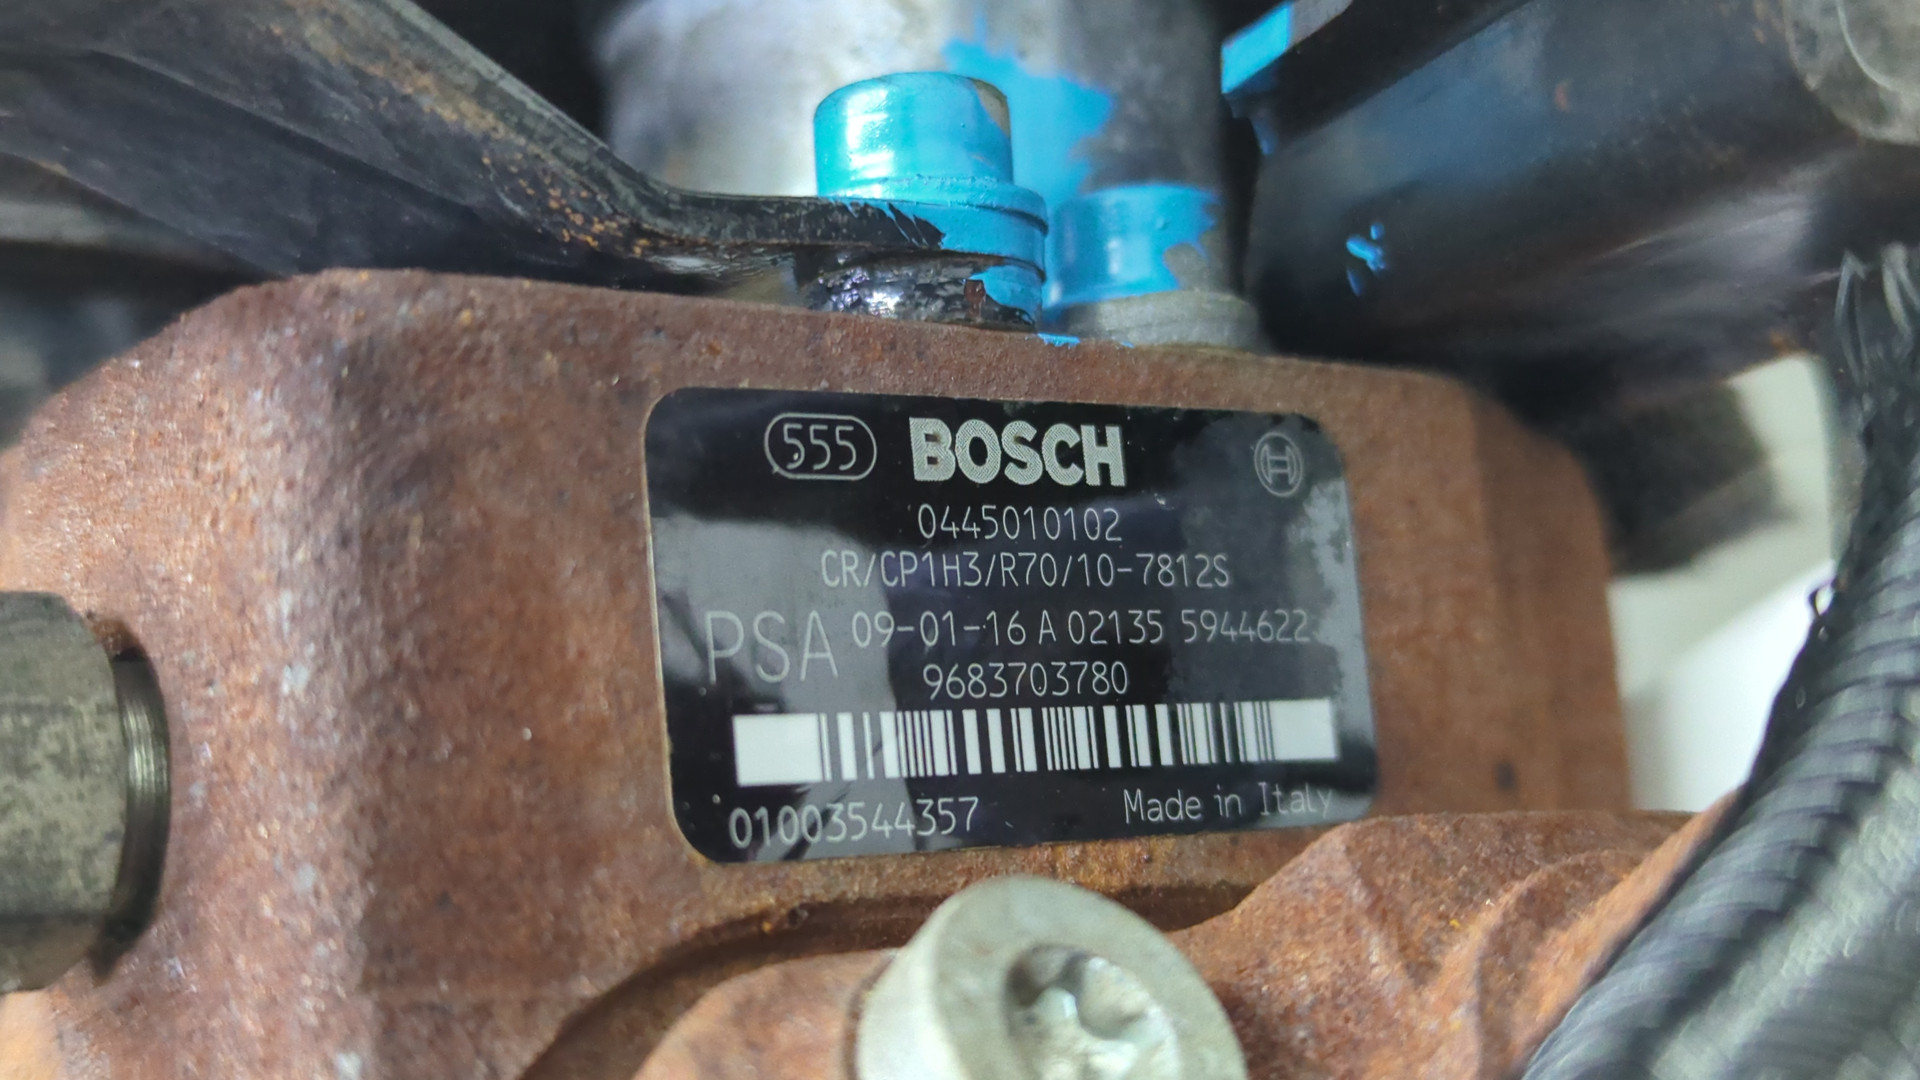 555 BOSCH
0445010102
CR/CP1H3/R70/10-7812S
PSA 09-01-16 A 02135 5944622
9683703780
01003544357 Made in Italy